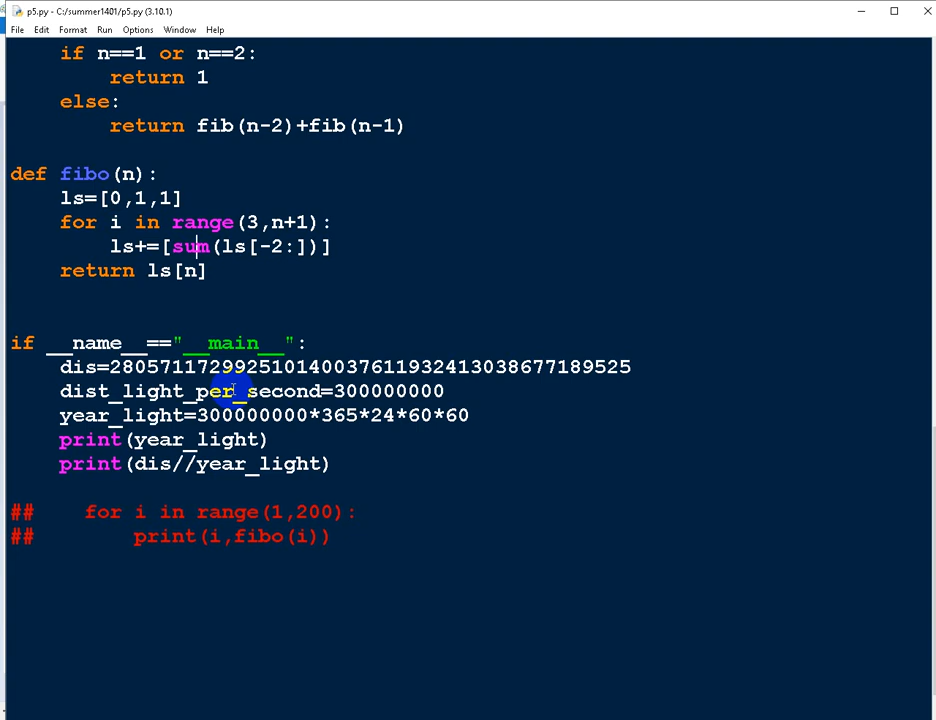 p5.py - C:/summer1401/p5.py (3.10.1)
File Edit Format Run Options Window Help
    if n==1 or n==2:
        return 1
    else:
        return fib(n-2)+fib(n-1)
def fibo(n):
    ls=[0,1,1]
    for i in range(3,n+1):
        ls+=[sum(ls[-2:])]
    return ls[n]
if __name__=="__main__":
    dis=280571172992510140037611932413038677189525
    dist_light_per_second=300000000
    year_light=300000000*365*24*60*60
    print(year_light)
    print(dis//year_light)
##    for i in range(1,200):
##        print(i,fibo(i))